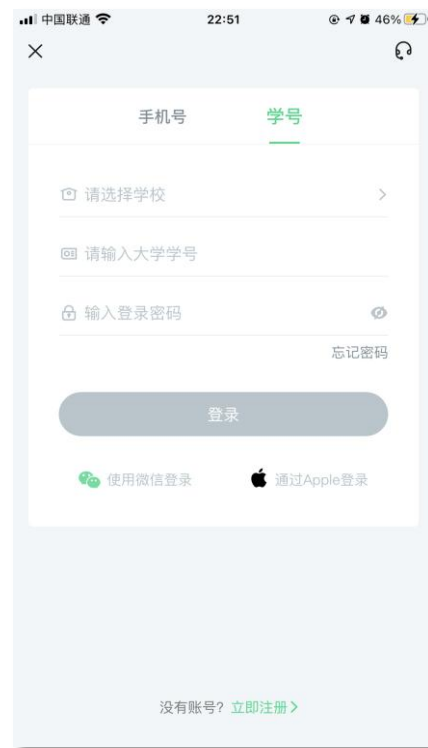 中国联通 22:51 46%
手机号 学号
请选择学校
请输入大学学号
输入登录密码
忘记密码
登录
使用微信登录 通过Apple登录
没有账号? 立即注册>